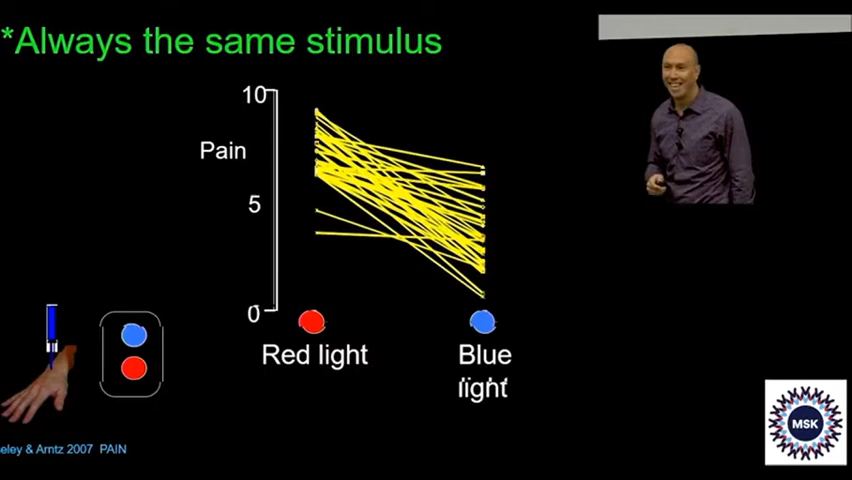 *Always the same stimulus
10
Pain
5
0
Red light
Blue
light
eley & Arntz 2007 PAIN
MSK